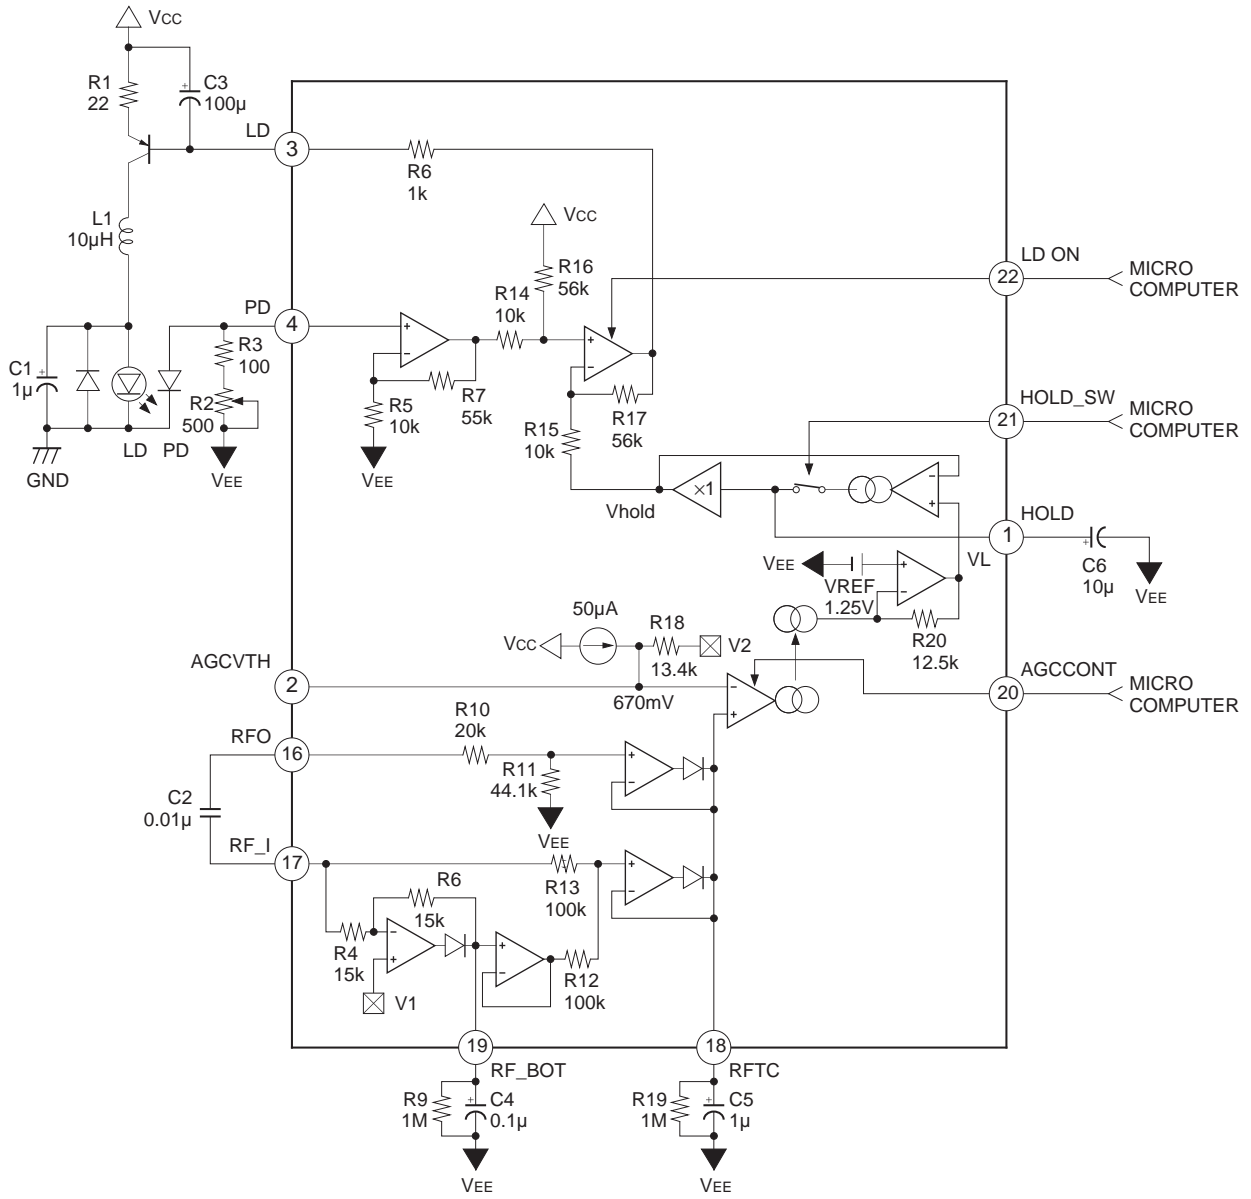 VCC
R1
22
C3
100µ
LD
3
R6
1k
L1
10µH
VCC
R16
56k
R14
10k
LD ON
22
MICRO
COMPUTER
PD
4
R3
100
C1
1µ
R2
500
R7
55k
R5
10k
R17
56k
R15
10k
HOLD_SW
21
MICRO
COMPUTER
LD
PD
GND
VEE
VEE
×1
Vhold
HOLD
1
VL
C6
10µ
VEE
VEE
VREF
1.25V
R20
12.5k
50µA
VCC
R18
13.4k
V2
AGCVTH
2
670mV
AGCCONT
20
MICRO
COMPUTER
RFO
16
R10
20k
R11
44.1k
VEE
C2
0.01µ
RF_I
17
R13
100k
R6
15k
R4
15k
R12
100k
V1
19
RF_BOT
18
RFTC
R9
1M
C4
0.1µ
R19
1M
C5
1µ
VEE
VEE